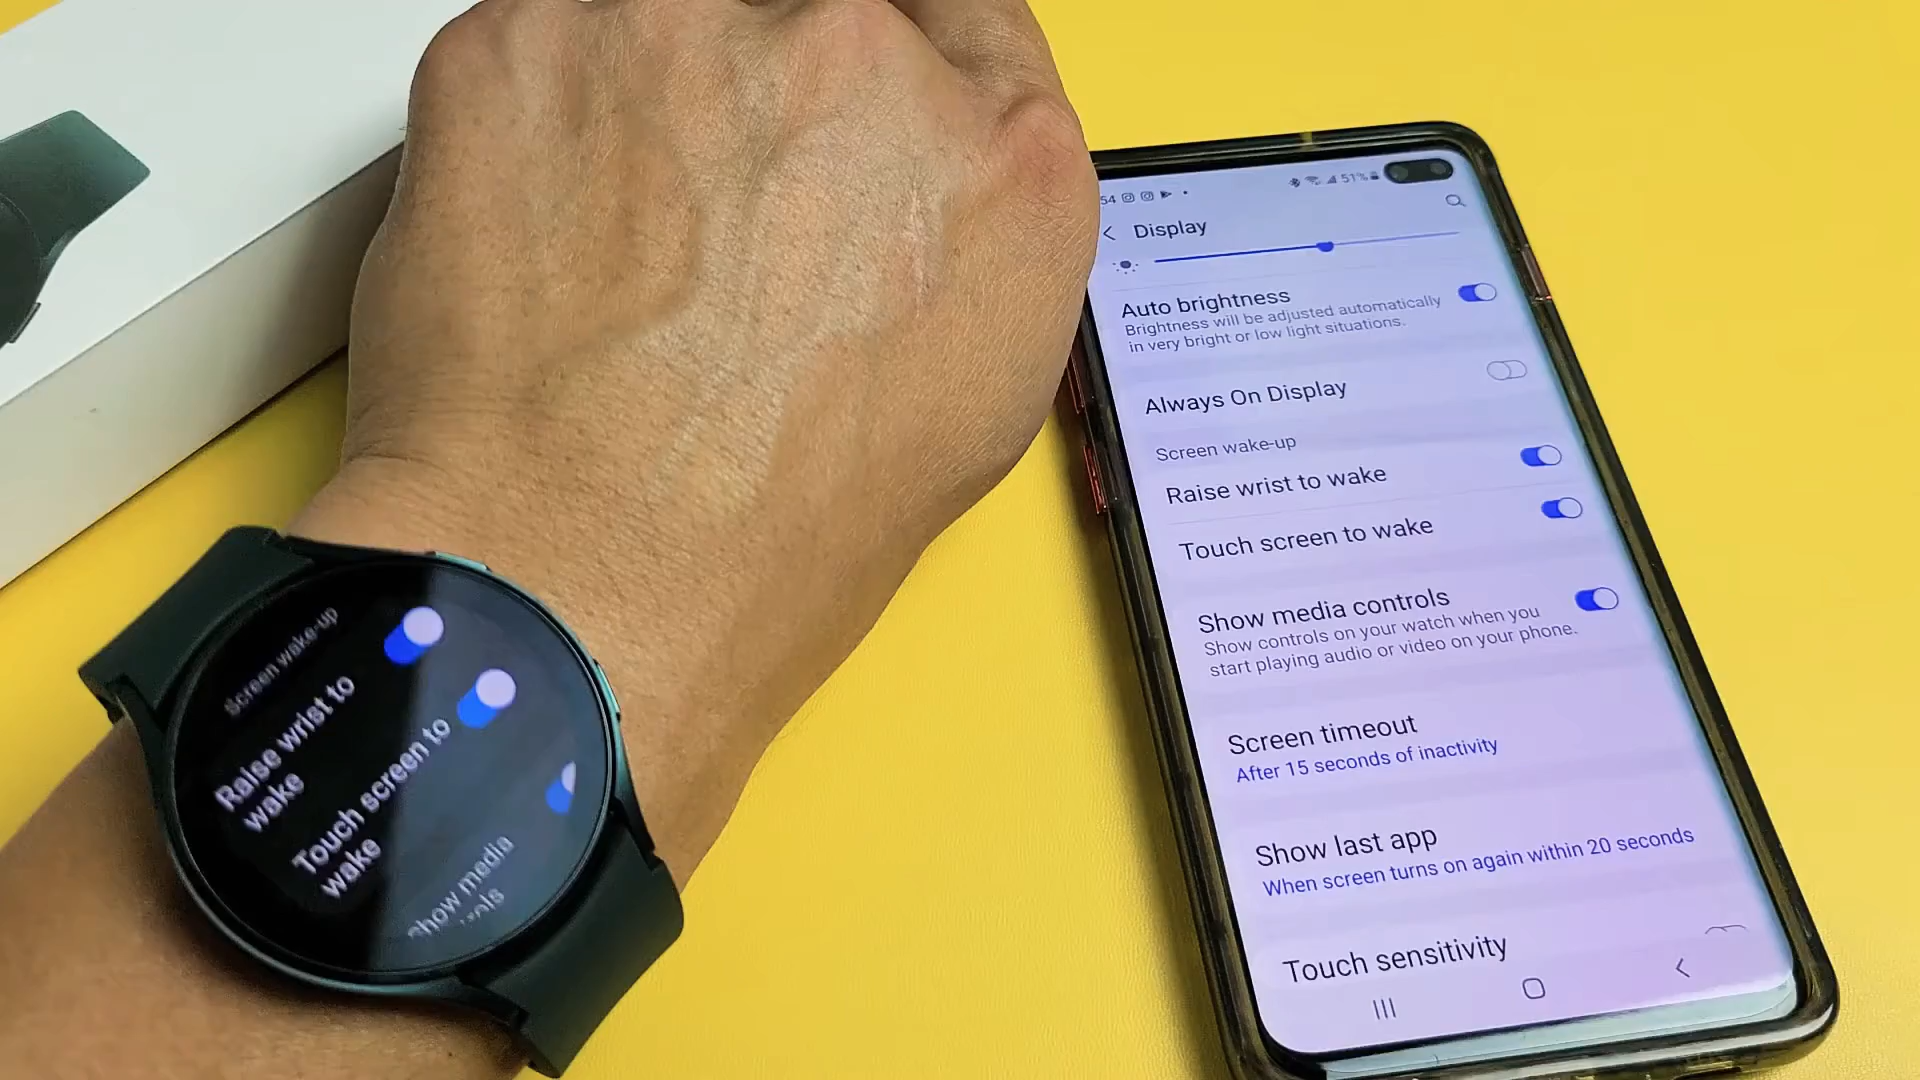 Screen wake-up
Raise wrist to
wake
Touch screen to
wake
Show media
54
51%
Display
Auto brightness
Brightness will be adjusted automatically
in very bright or low light situations.
Always On Display
Screen wake-up
Raise wrist to wake
Touch screen to wake
Show media controls
Show controls on your watch when you
start playing audio or video on your phone.
Screen timeout
After 15 seconds of inactivity
Show last app
When screen turns on again within 20 seconds
Touch sensitivity